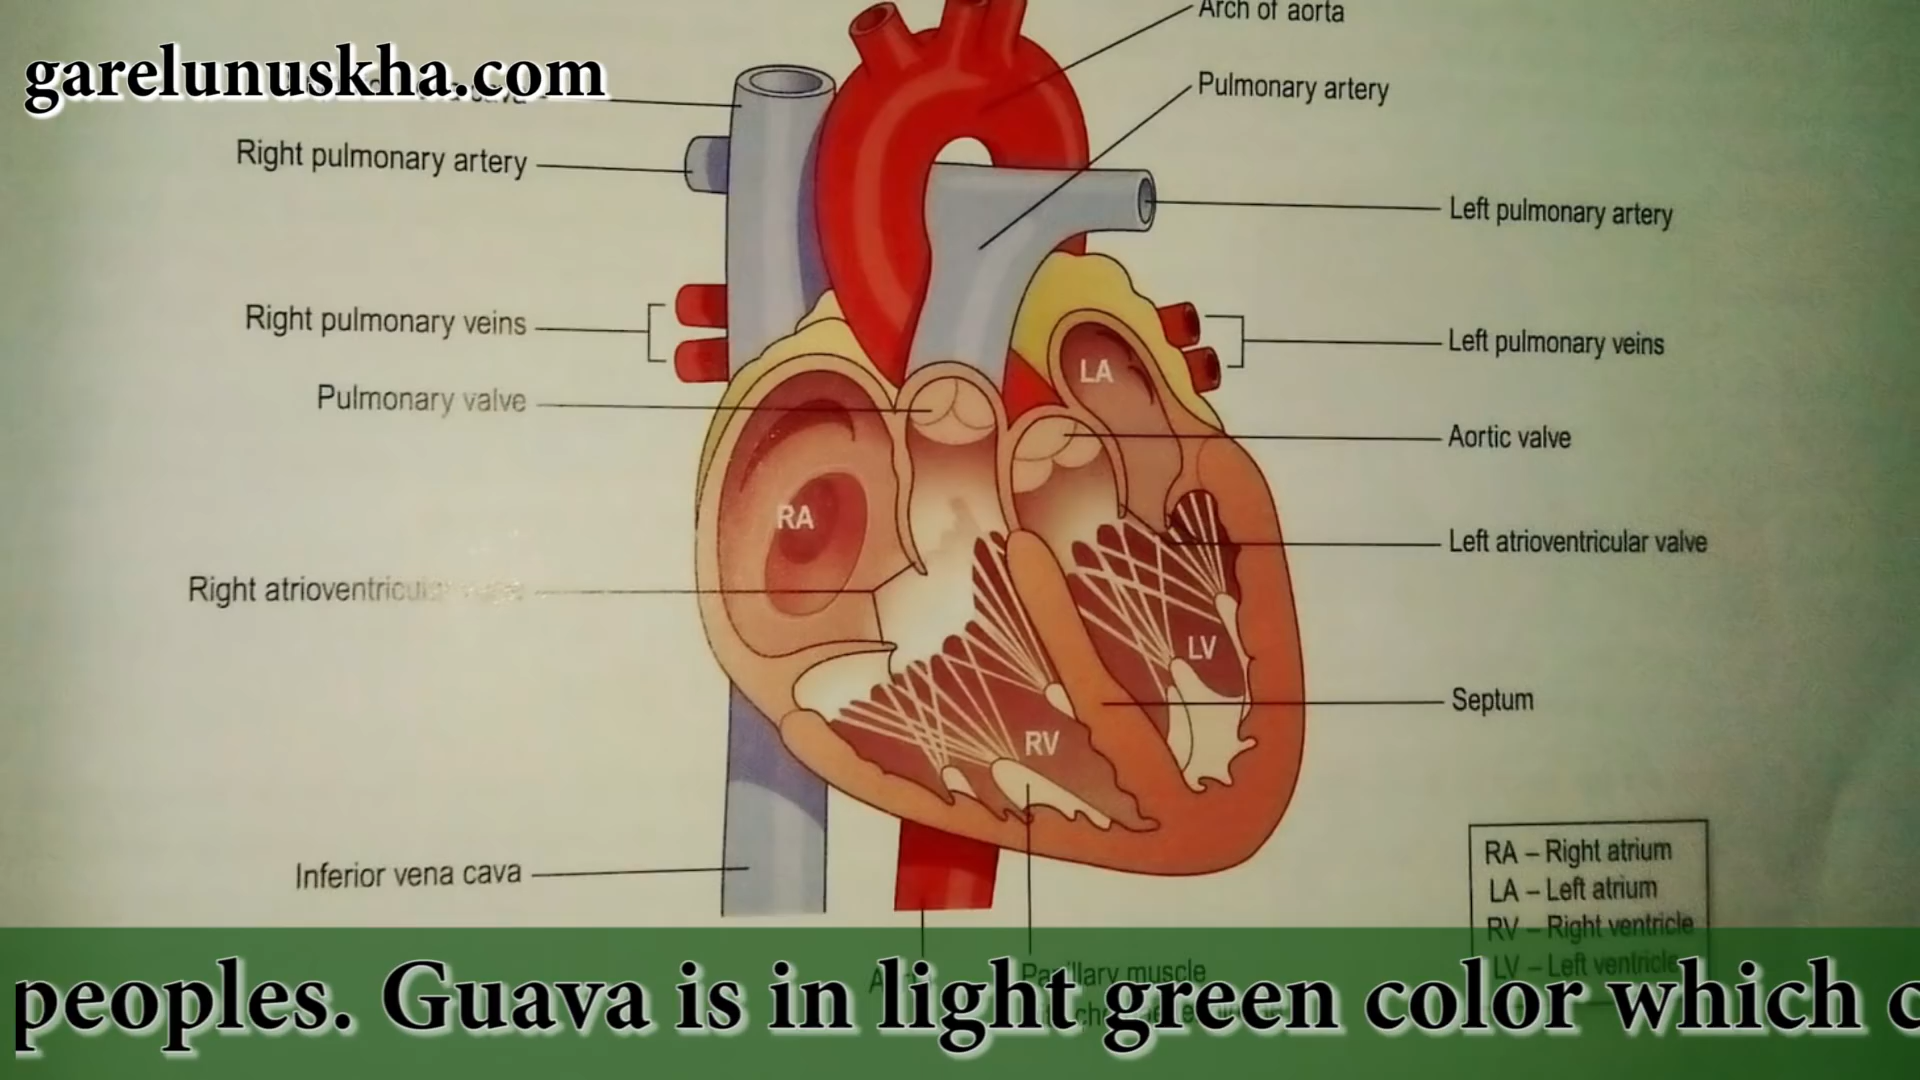 Arch of aorta
garelunuskha.com
Pulmonary artery
Right pulmonary artery
Left pulmonary artery
Right pulmonary veins
Left pulmonary veins
Pulmonary valve
LA
Aortic valve
RA
Left atrioventricular valve
Right atrioventricular
LV
Septum
RV
Inferior vena cava
RA – Right atrium
LA – Left atrium
RV – Right ventricle
LV – Left ventricle
Papillary muscle
peoples. Guava is in light green color which c